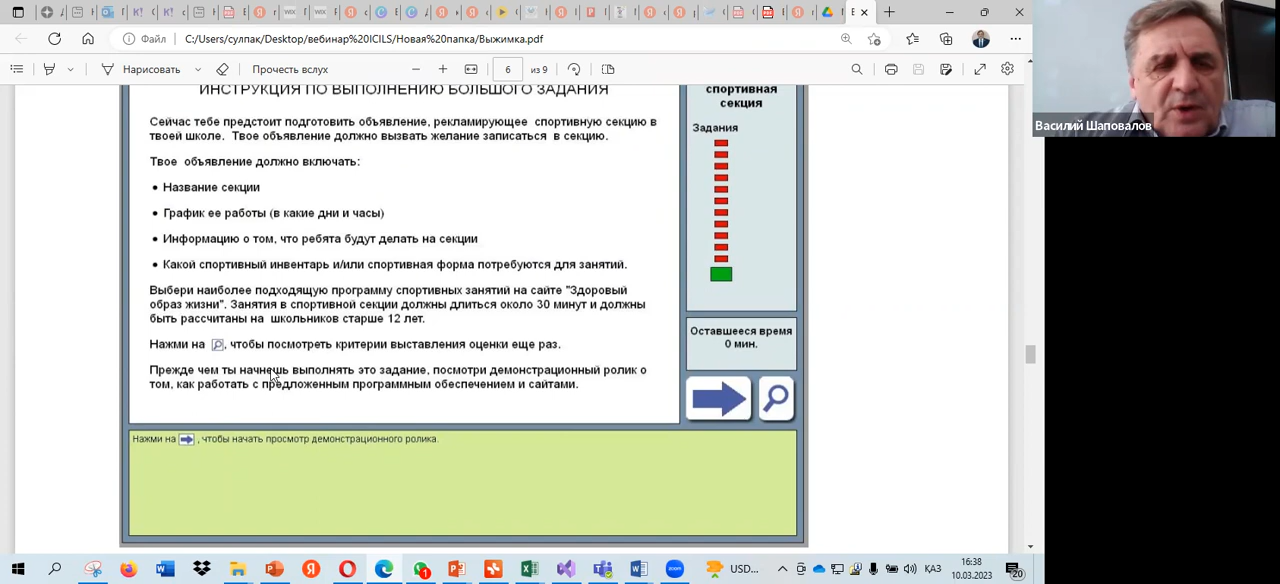 Файл
C:/Users/сулпак/Desktop/вебинар%20ICILS/Новая%20папка/Выжимка.pdf
Нарисовать
Прочесть вслух
6
из 9
Василий Шаповалов
ИНСТРУКЦИЯ ПО ВЫПОЛНЕНИЮ БОЛЬШОГО ЗАДАНИЯ
Сейчас тебе предстоит подготовить объявление, рекламирующее спортивную секцию в
твоей школе. Твое объявление должно вызвать желание записаться в секцию.
Твое объявление должно включать:
• Название секции
• График ее работы (в какие дни и часы)
• Информацию о том, что ребята будут делать на секции
• Какой спортивный инвентарь и/или спортивная форма потребуются для занятий.
Выбери наиболее подходящую программу спортивных занятий на сайте "Здоровый
образ жизни". Занятия в спортивной секции должны длиться около 30 минут и должны
быть рассчитаны на школьников старше 12 лет.
Нажми на , чтобы посмотреть критерии выставления оценки еще раз.
Прежде чем ты начнешь выполнять это задание, посмотри демонстрационный ролик о
том, как работать с предложенным программным обеспечением и сайтами.
спортивная
секция
Задания
Оставшееся время
0 мин.
Нажми на , чтобы начать просмотр демонстрационного ролика.
USD...
ҚАЗ
16:38
10.03.2023
20